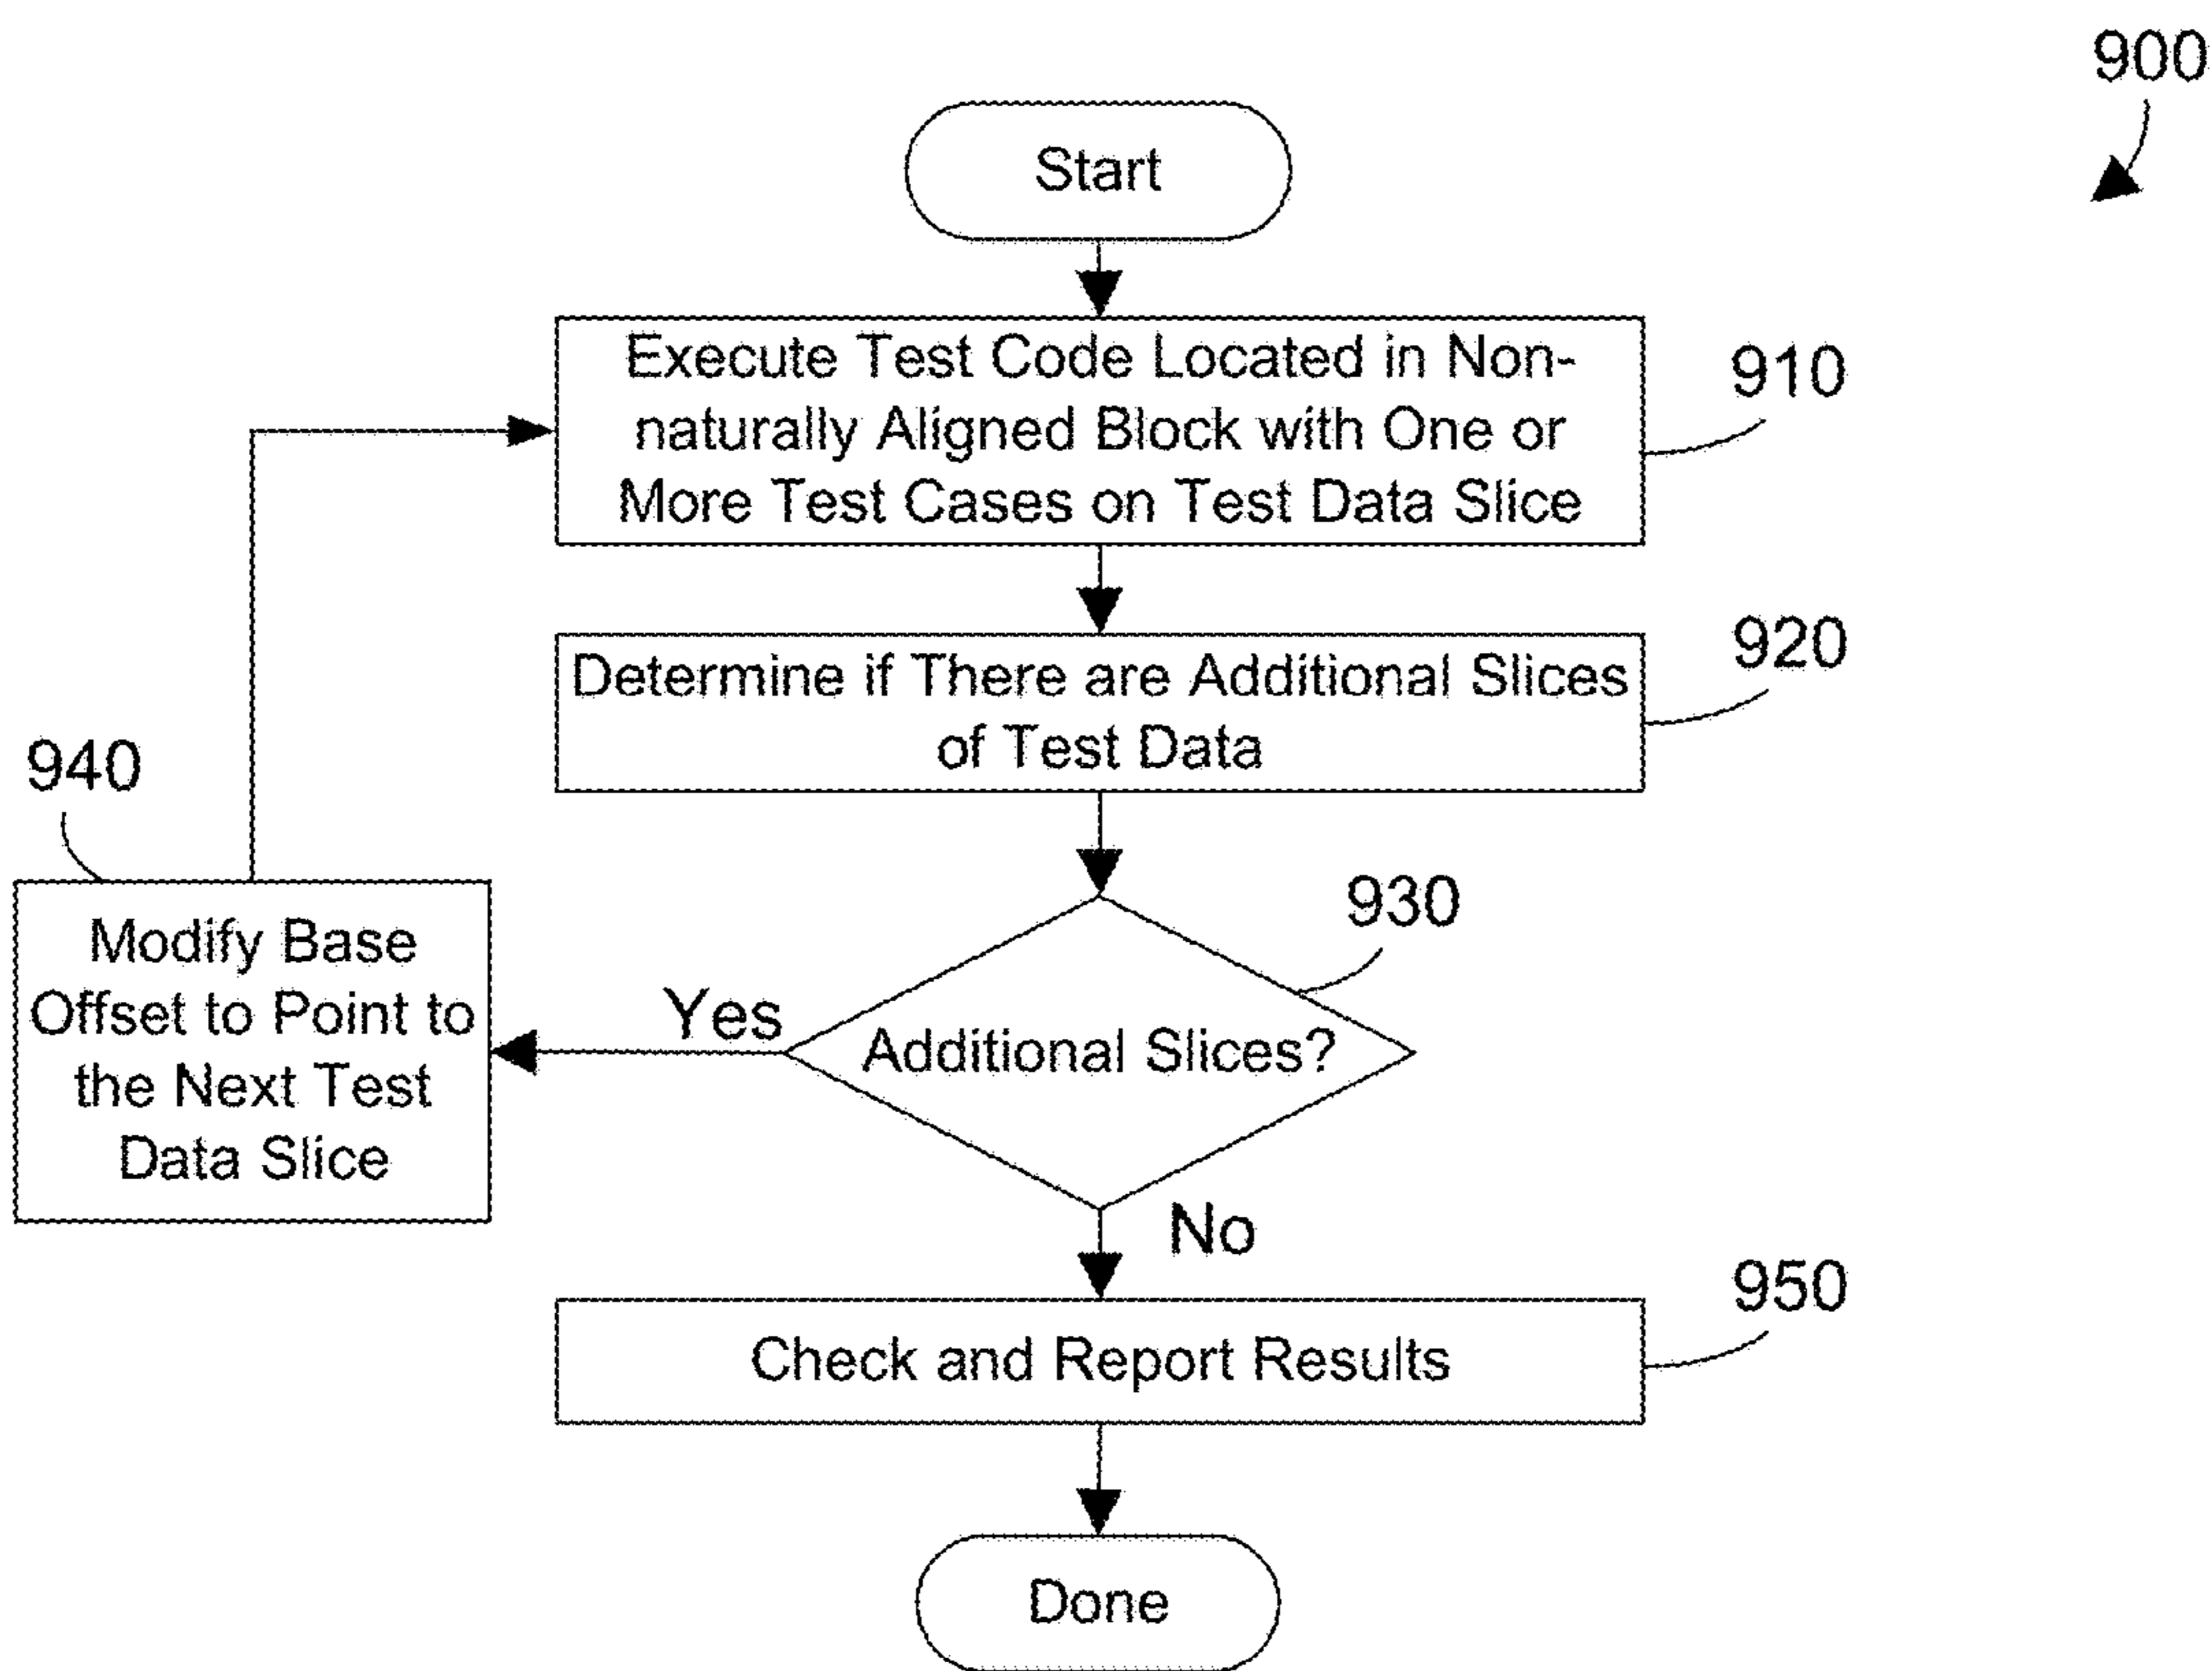 900
Start
Execute Test Code Located in Non-
naturally Aligned Block with One or
More Test Cases on Test Data Slice
910
Determine if There are Additional Slices
of Test Data
920
940
Modify Base
Offset to Point to
the Next Test
Data Slice
Yes
930
Additional Slices?
No
950
Check and Report Results
Done